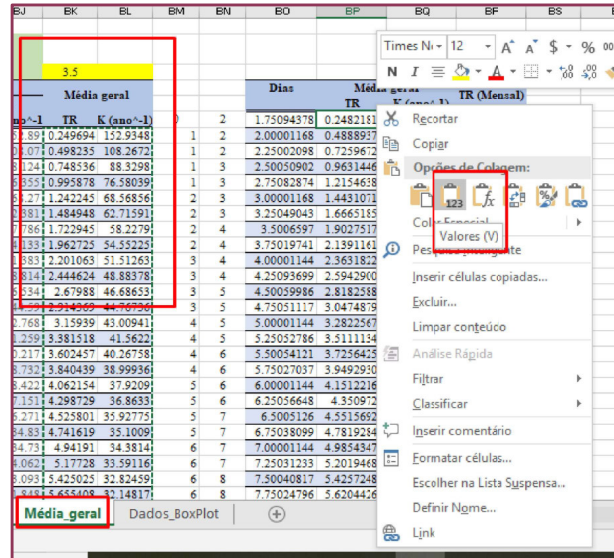 BJ BK BL BM BN BO BP BQ BF BS
3.5
Média geral Dias Média geral TR (Mensal)
ano^-1 TR K (ano^-1) 2 TR K (ano^-1)
1.75094378 0.2482181
0.249694 152.9348 1 2 2.00001168 0.4888937
0.498235 108.2672 1 2 2.25002098 0.7259672
0.748536 88.3298 1 3 2.50050902 0.9631446
0.995878 76.58039 1 3 2.75082874 1.2154638
1.242245 68.56856 2 3 3.00001168 1.4431071
1.484948 62.71591 2 3 3.25049043 1.6666185
1.722945 58.2279 2 4 3.5006597 1.9027517
1.962725 54.55225 2 4 3.75019741 2.1391161
2.201063 51.51263 3 4 4.00001144 2.3631822
2.444624 48.88378 3 4 4.25093699 2.5942900
2.67988 46.68653 3 5 4.50059986 2.8182588
2.914369 44.76736 3 5 4.75051117 3.0474879
3.15939 43.00941 4 5 5.00001144 3.2822567
3.381518 41.5622 4 5 5.25052786 3.5111134
3.602457 40.26758 4 6 5.50054121 3.7256425
3.840439 38.99936 4 6 5.75027037 3.9492930
4.062154 37.9209 5 6 6.00001144 4.1512216
4.298729 36.8633 5 6 6.25056648 4.350972
4.525801 35.92775 5 7 6.5005126 4.5515692
4.741619 35.1009 5 7 6.75038099 4.7819284
4.94191 34.3814 6 7 7.00001144 4.9854347
5.17728 33.59116 6 7 7.25031233 5.2019468
5.425025 32.82459 6 8 7.50040817 5.4257248
5.655408 32.14817 6 8 7.75024796 5.6204426
Média_geral Dados_BoxPlot
Times N 12 A A $ % 00
N I A
Recortar
Copiar
Opções de Colagem:
123 fx %
Colar Especial...
Valores (V)
Pesquisa Inteligente
Inserir células copiadas...
Excluir...
Limpar conteúdo
Análise Rápida
Filtrar
Classificar
Inserir comentário
Formatar células...
Escolher na Lista Suspensa...
Definir Nome...
Link